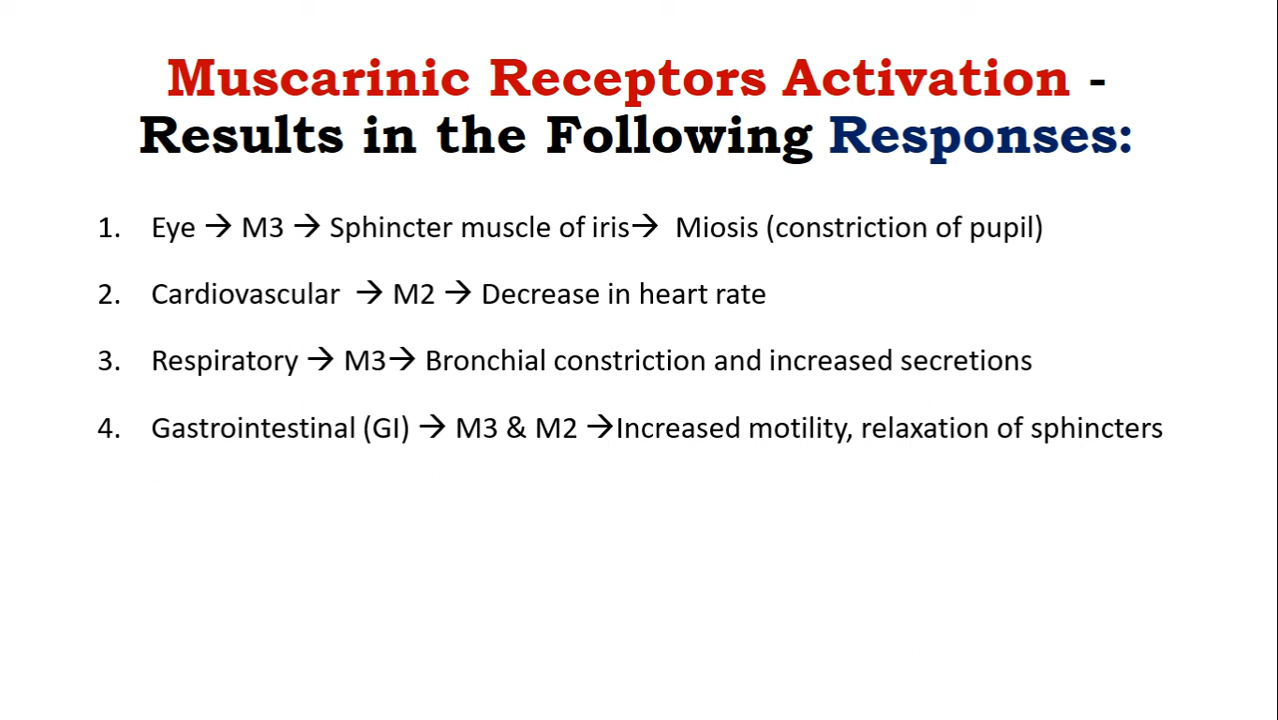 Muscarinic Receptors Activation -
Results in the Following Responses:
1. Eye → M3 → Sphincter muscle of iris→ Miosis (constriction of pupil)
2. Cardiovascular → M2 → Decrease in heart rate
3. Respiratory → M3→ Bronchial constriction and increased secretions
4. Gastrointestinal (GI) → M3 & M2 →Increased motility, relaxation of sphincters